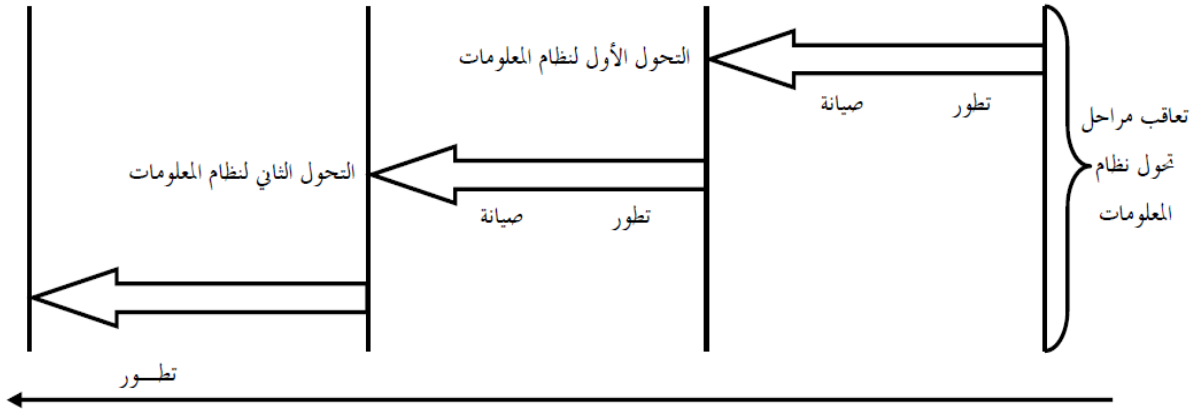 التحول الأول لنظام المعلومات
تطور
صيانة
تعاقب مراحل
تحول نظام
المعلومات
التحول الثاني لنظام المعلومات
تطور
صيانة
تطــور